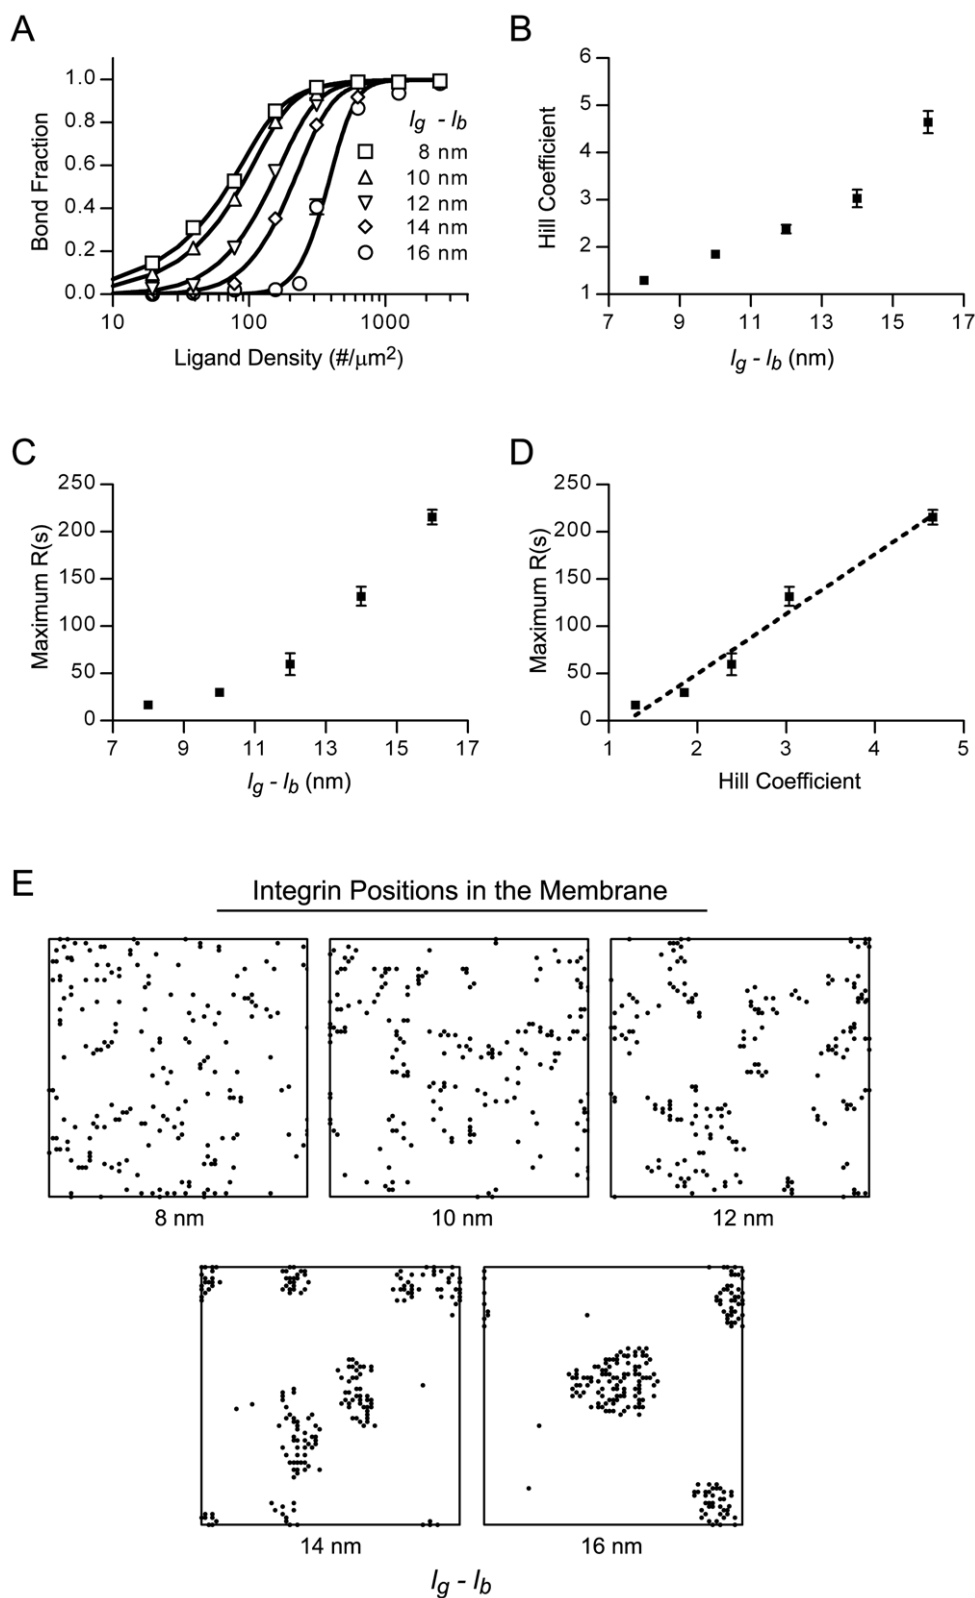 A
1.0
0.8
0.6
0.4
0.2
0.0
Bond Fraction
10
100
1000
Ligand Density (#/μm²)
lg - lb
8 nm
10 nm
12 nm
14 nm
16 nm
B
6
5
4
3
2
1
Hill Coefficient
7
9
11
13
15
17
lg - lb (nm)
C
250
200
150
100
50
0
Maximum R(s)
7
9
11
13
15
17
lg - lb (nm)
D
250
200
150
100
50
0
Maximum R(s)
1
2
3
4
5
Hill Coefficient
E
Integrin Positions in the Membrane
8 nm
10 nm
12 nm
14 nm
16 nm
lg - lb